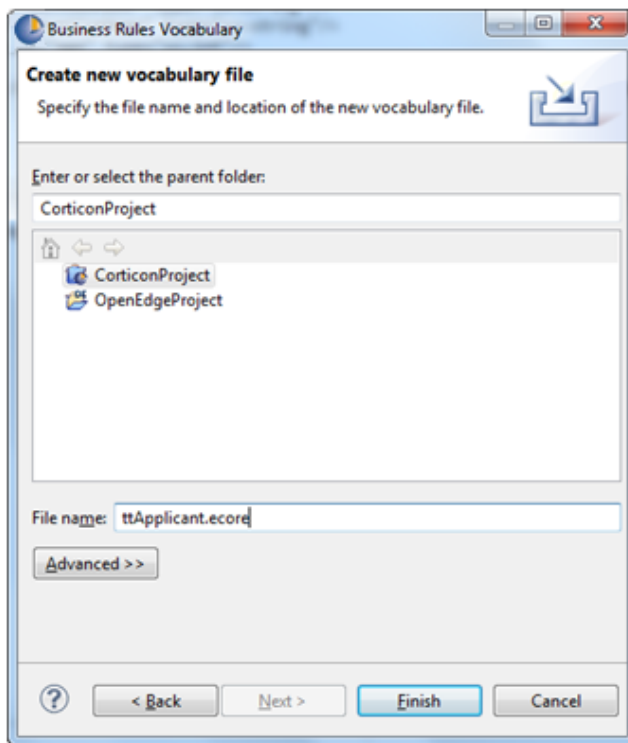 Business Rules Vocabulary
Create new vocabulary file
Specify the file name and location of the new vocabulary file.
Enter or select the parent folder:
CorticonProject
CorticonProject
OpenEdgeProject
File name: ttApplicant.ecore
Advanced >>
? < Back Next > Finish Cancel